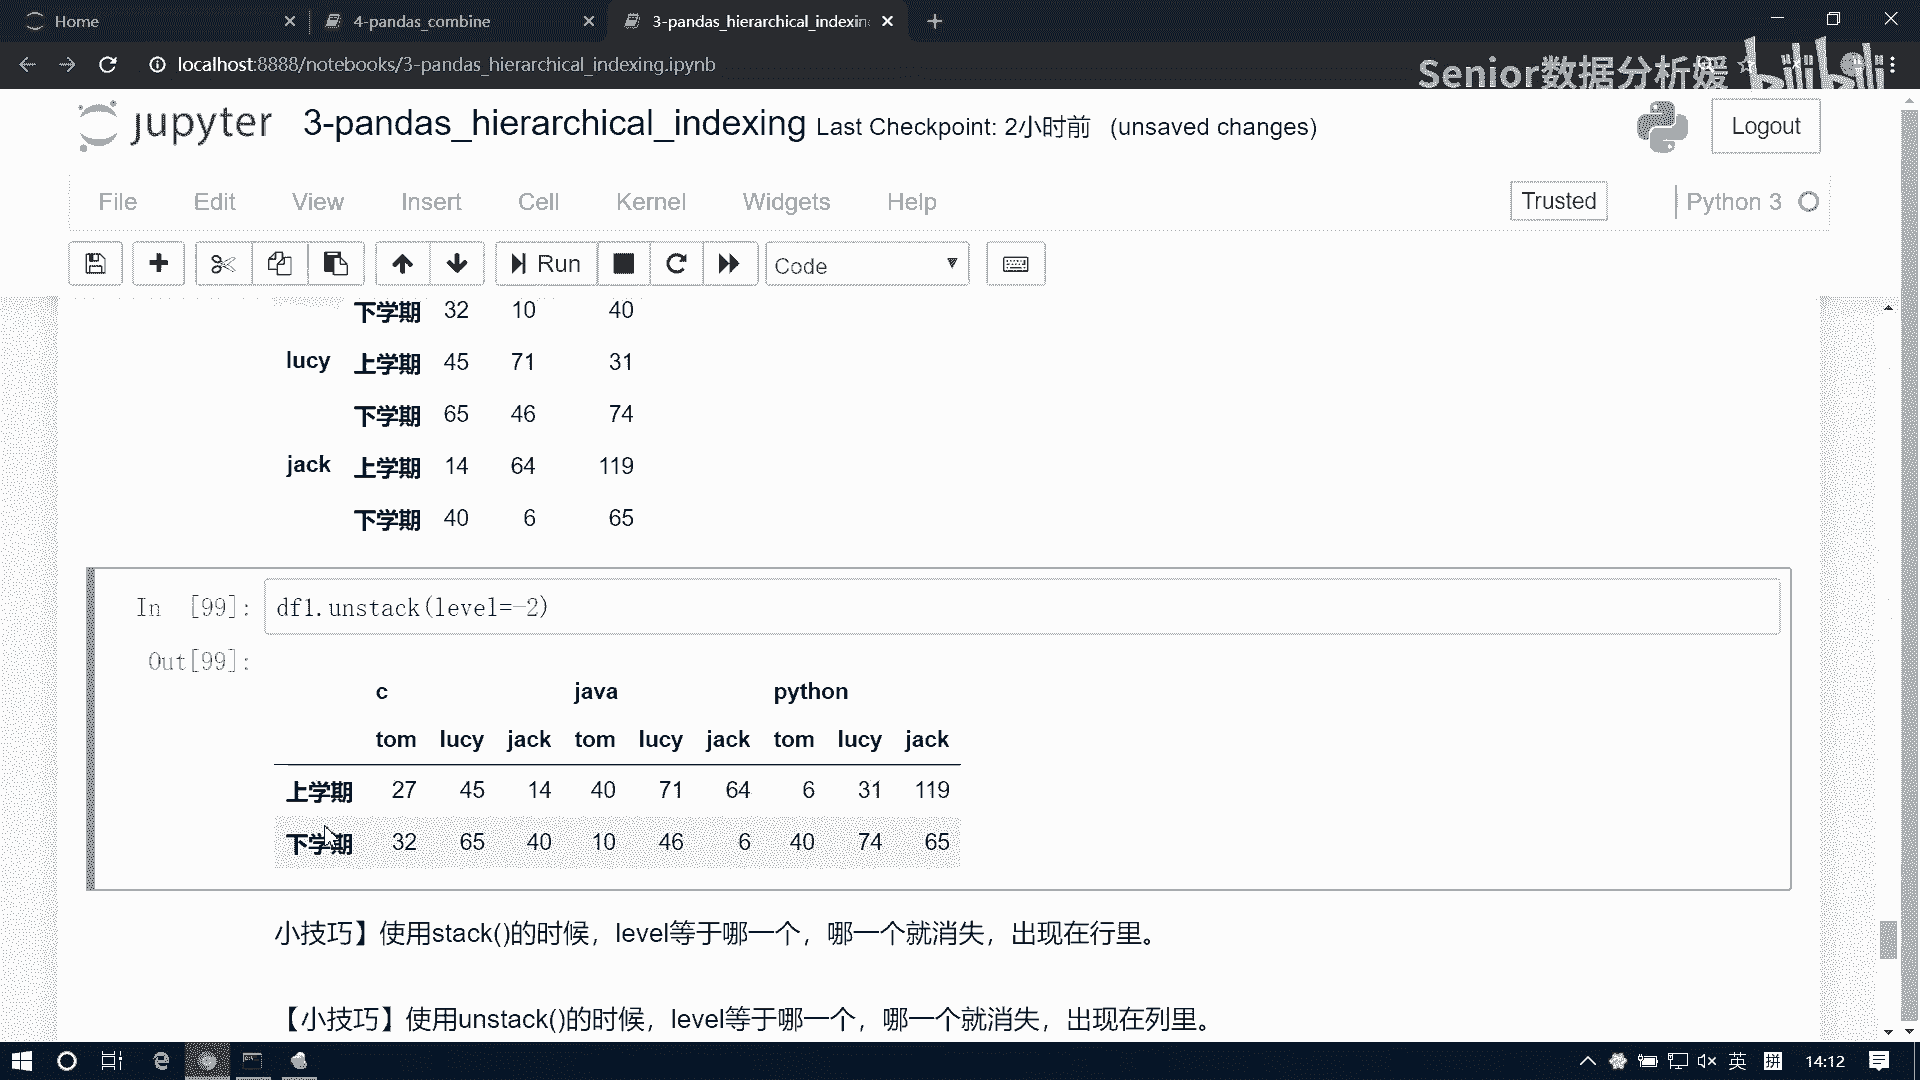 Home
4-pandas_combine
3-pandas_hierarchical_indexin
localhost:8888/notebooks/3-pandas_hierarchical_indexing.ipynb
Senior数据分析媛 bilibili
jupyter 3-pandas_hierarchical_indexing Last Checkpoint: 2小时前 (unsaved changes)
Logout
File Edit View Insert Cell Kernel Widgets Help
Trusted
Python 3
Run
Code
下学期 32 10 40
lucy 上学期 45 71 31
下学期 65 46 74
jack 上学期 14 64 119
下学期 40 6 65
In [99]: df1.unstack(level=-2)
Out[99]:
c java python
tom lucy jack tom lucy jack tom lucy jack
上学期 27 45 14 40 71 64 6 31 119
下学期 32 65 40 10 46 6 40 74 65
小技巧】使用stack()的时候，level等于哪一个，哪一个就消失，出现在行里。
【小技巧】使用unstack()的时候，level等于哪一个，哪一个就消失，出现在列里。
英
拼
14:12